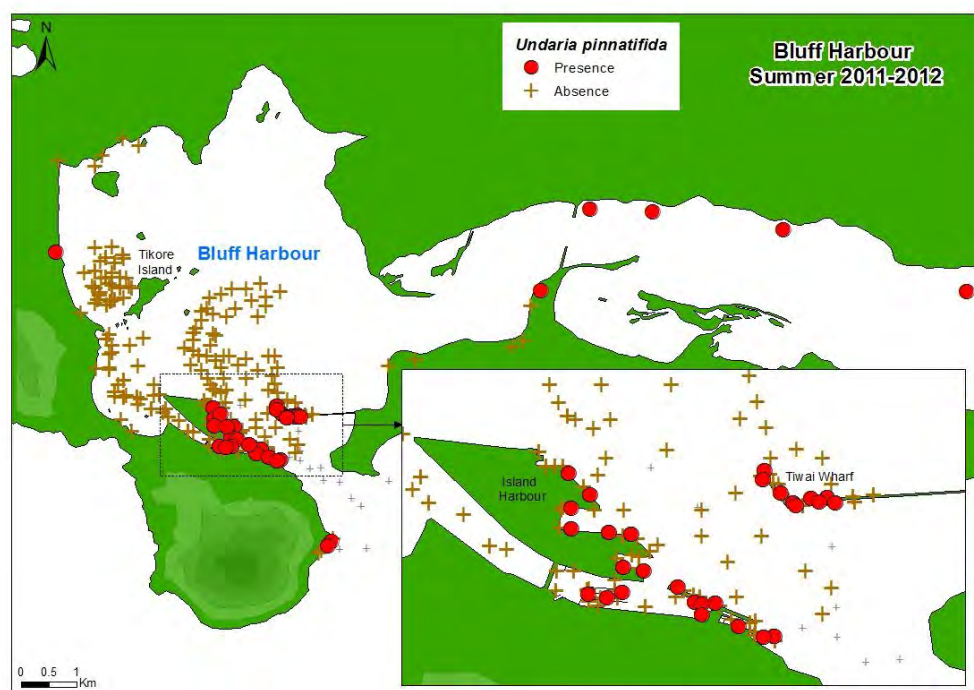 N
Undaria pinnatifida
Presence
Absence
Bluff Harbour
Summer 2011-2012
Tikore
Island
Bluff Harbour
Island
Harbour
Tiwai Wharf
0 0.5 1
Km